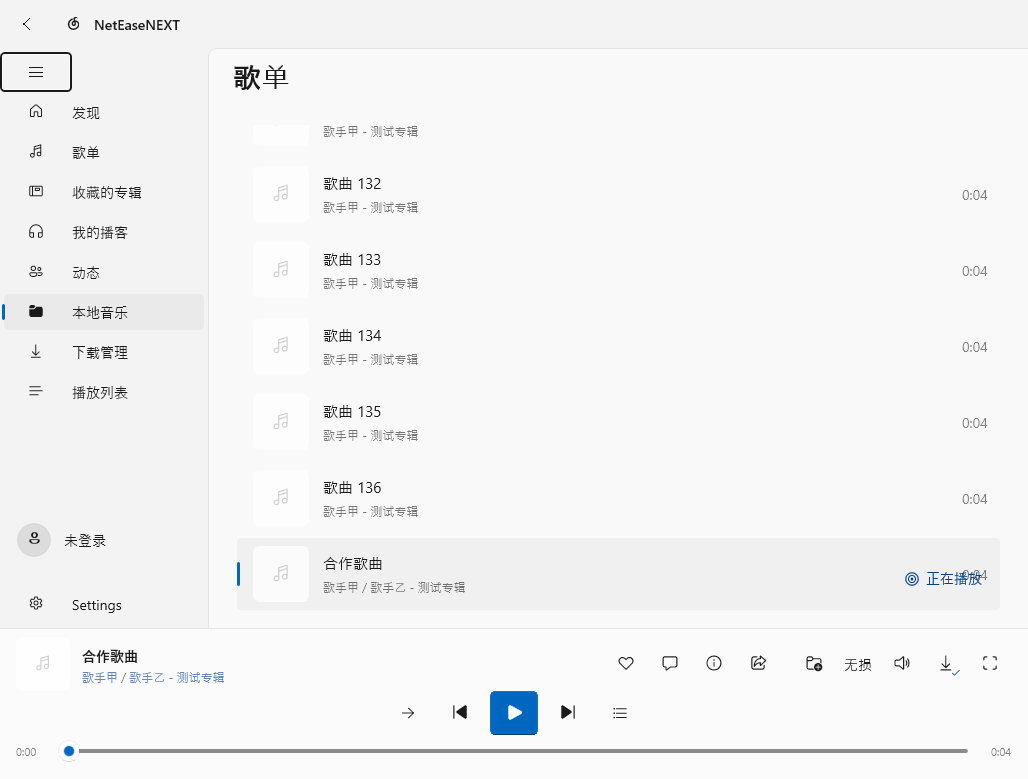 NetEaseNEXT
发现
歌单
收藏的专辑
我的播客
动态
本地音乐
下载管理
播放列表
未登录
Settings
歌单
歌手甲 - 测试专辑
歌曲 132
歌手甲 - 测试专辑
0:04
歌曲 133
歌手甲 - 测试专辑
0:04
歌曲 134
歌手甲 - 测试专辑
0:04
歌曲 135
歌手甲 - 测试专辑
0:04
歌曲 136
歌手甲 - 测试专辑
0:04
合作歌曲
歌手甲 / 歌手乙 - 测试专辑
正在播放
0:04
合作歌曲
歌手甲 / 歌手乙 - 测试专辑
无损
0:00
0:04